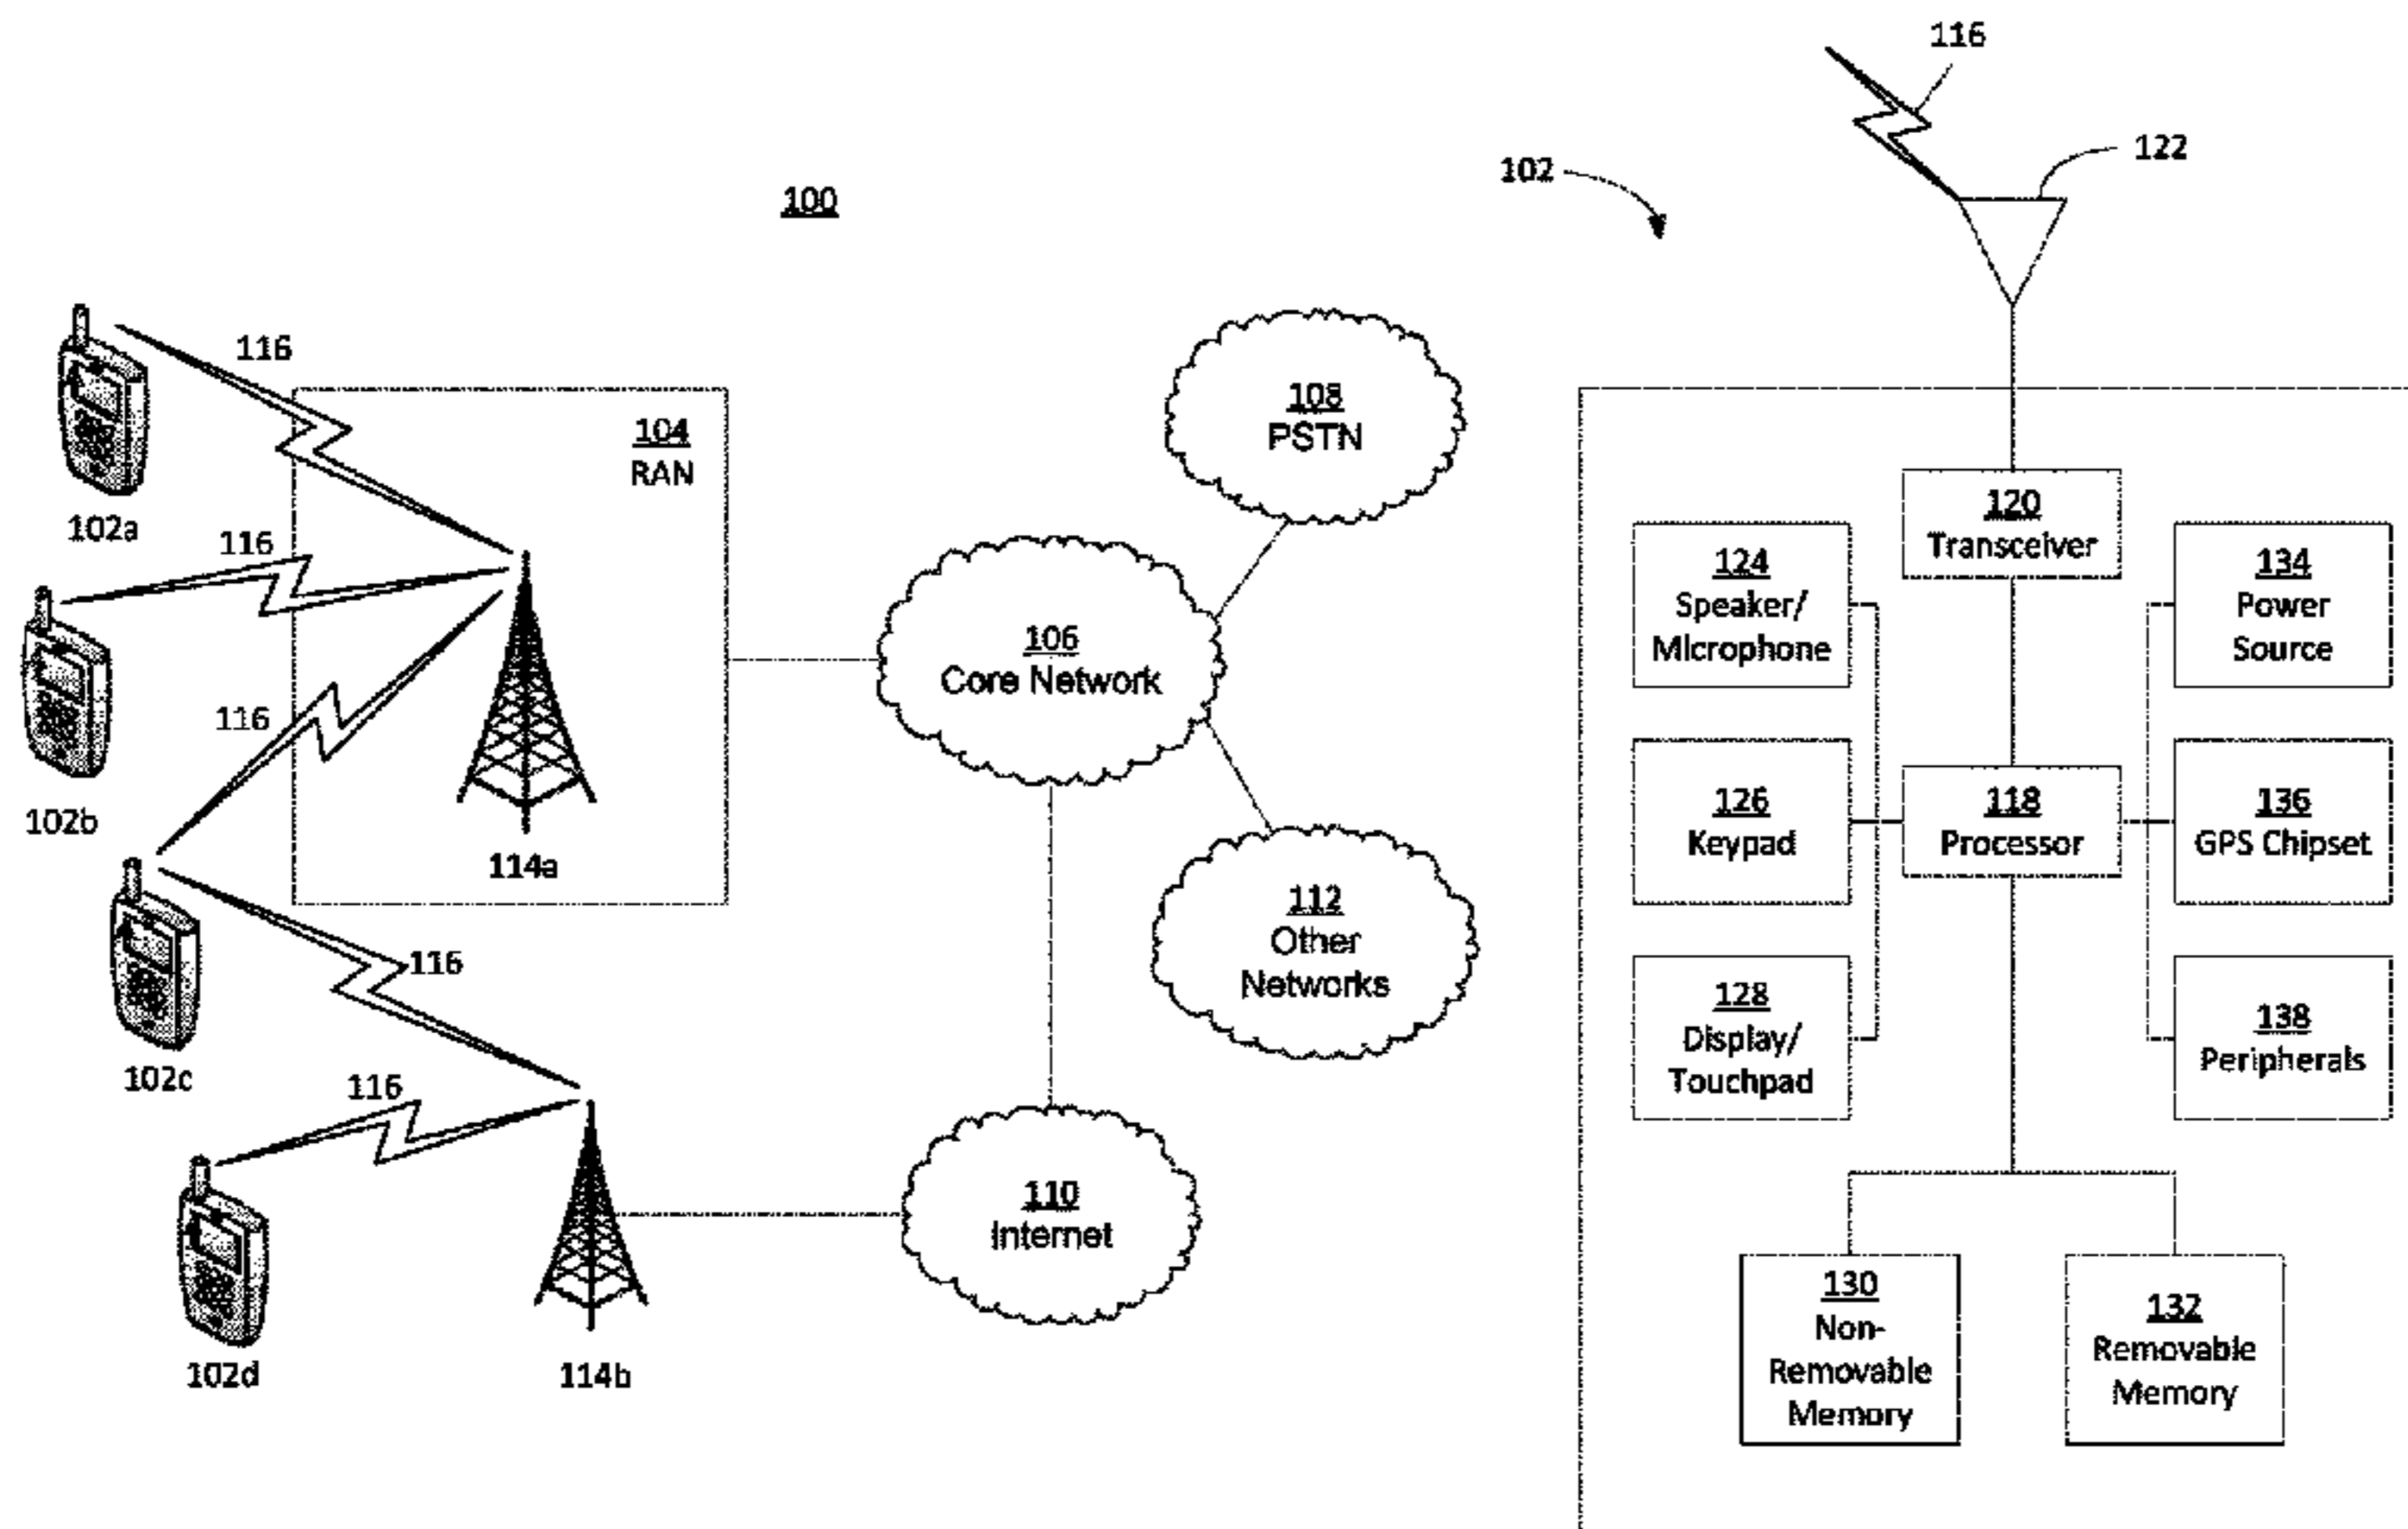 100
116
104
RAN
102a
116
102b
116
114a
102c
116
116
102d
114b
108
PSTN
106
Core Network
112
Other
Networks
110
Internet
102
116
122
120
Transceiver
124
Speaker/
Microphone
134
Power
Source
126
Keypad
118
Processor
136
GPS Chipset
128
Display/
Touchpad
138
Peripherals
130
Non-
Removable
Memory
132
Removable
Memory